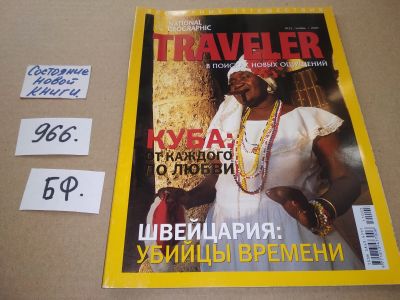 Состояние
новой
книги.
966.
БФ.
NATIONAL
GEOGRAPHIC
TRAVELER
В ПОИСКАХ НОВЫХ ОЩУЩЕНИЙ
КУБА:
ОТ КАЖДОГО
ПО ЛЮБВИ
ШВЕЙЦАРИЯ:
УБИЙЦЫ ВРЕМЕНИ